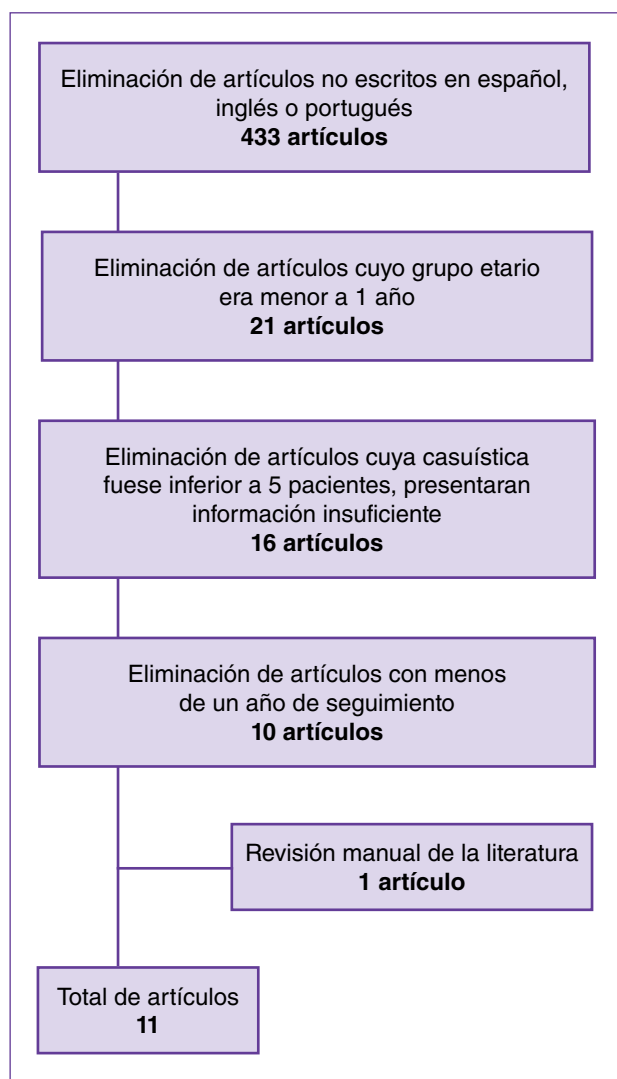 Eliminación de artículos no escritos en español,
inglés o portugués
433 artículos
Eliminación de artículos cuyo grupo etario
era menor a 1 año
21 artículos
Eliminación de artículos cuya casuística
fuese inferior a 5 pacientes, presentaran
información insuficiente
16 artículos
Eliminación de artículos con menos
de un año de seguimiento
10 artículos
Revisión manual de la literatura
1 artículo
Total de artículos
11